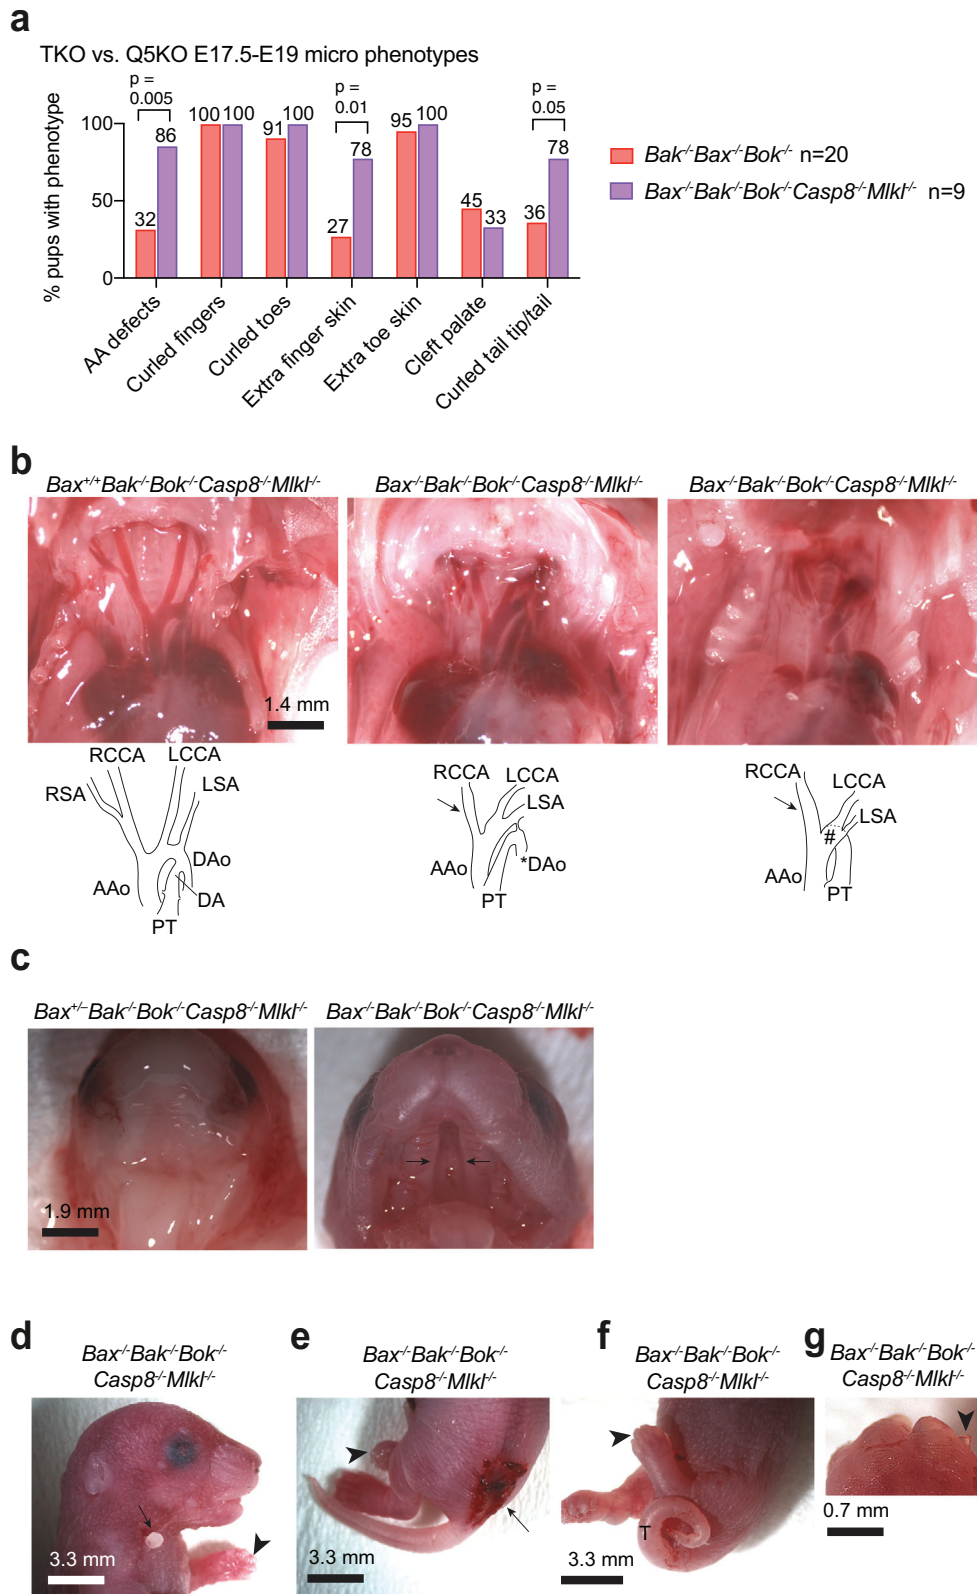 a
TKO vs. Q5KO E17.5-E19 micro phenotypes
% pups with phenotype
100
50
0
p =
0.005
p =
0.01
p =
0.05
32
86
100
100
91
100
27
78
95
100
45
33
36
78
AA defects
Curled fingers
Curled toes
Extra finger skin
Extra toe skin
Cleft palate
Curled tail tip/tail
Bak-/-Bax-/-Bok-/- n=20
Bax-/-Bak-/-Bok-/-Casp8-/-Mlkl-/- n=9
b
Bax+/+Bak-/-Bok-/-Casp8-/-Mlkl-/-
Bax-/-Bak-/-Bok-/-Casp8-/-Mlkl-/-
Bax-/-Bak-/-Bok-/-Casp8-/-Mlkl-/-
1.4 mm
RCCA
LCCA
RSA
LSA
DAo
AAo
DA
PT
RCCA
LCCA
LSA
AAo
*DAo
PT
RCCA
LCCA
LSA
#
AAo
PT
c
Bax+/-Bak-/-Bok-/-Casp8-/-Mlkl-/-
Bax-/-Bak-/-Bok-/-Casp8-/-Mlkl-/-
1.9 mm
d
Bax-/-Bak-/-Bok-/-
Casp8-/-Mlkl-/-
3.3 mm
e
Bax-/-Bak-/-Bok-/-
Casp8-/-Mlkl-/-
3.3 mm
f
Bax-/-Bak-/-Bok-/-
Casp8-/-Mlkl-/-
T
3.3 mm
g
Bax-/-Bak-/-Bok-/-
Casp8-/-Mlkl-/-
0.7 mm